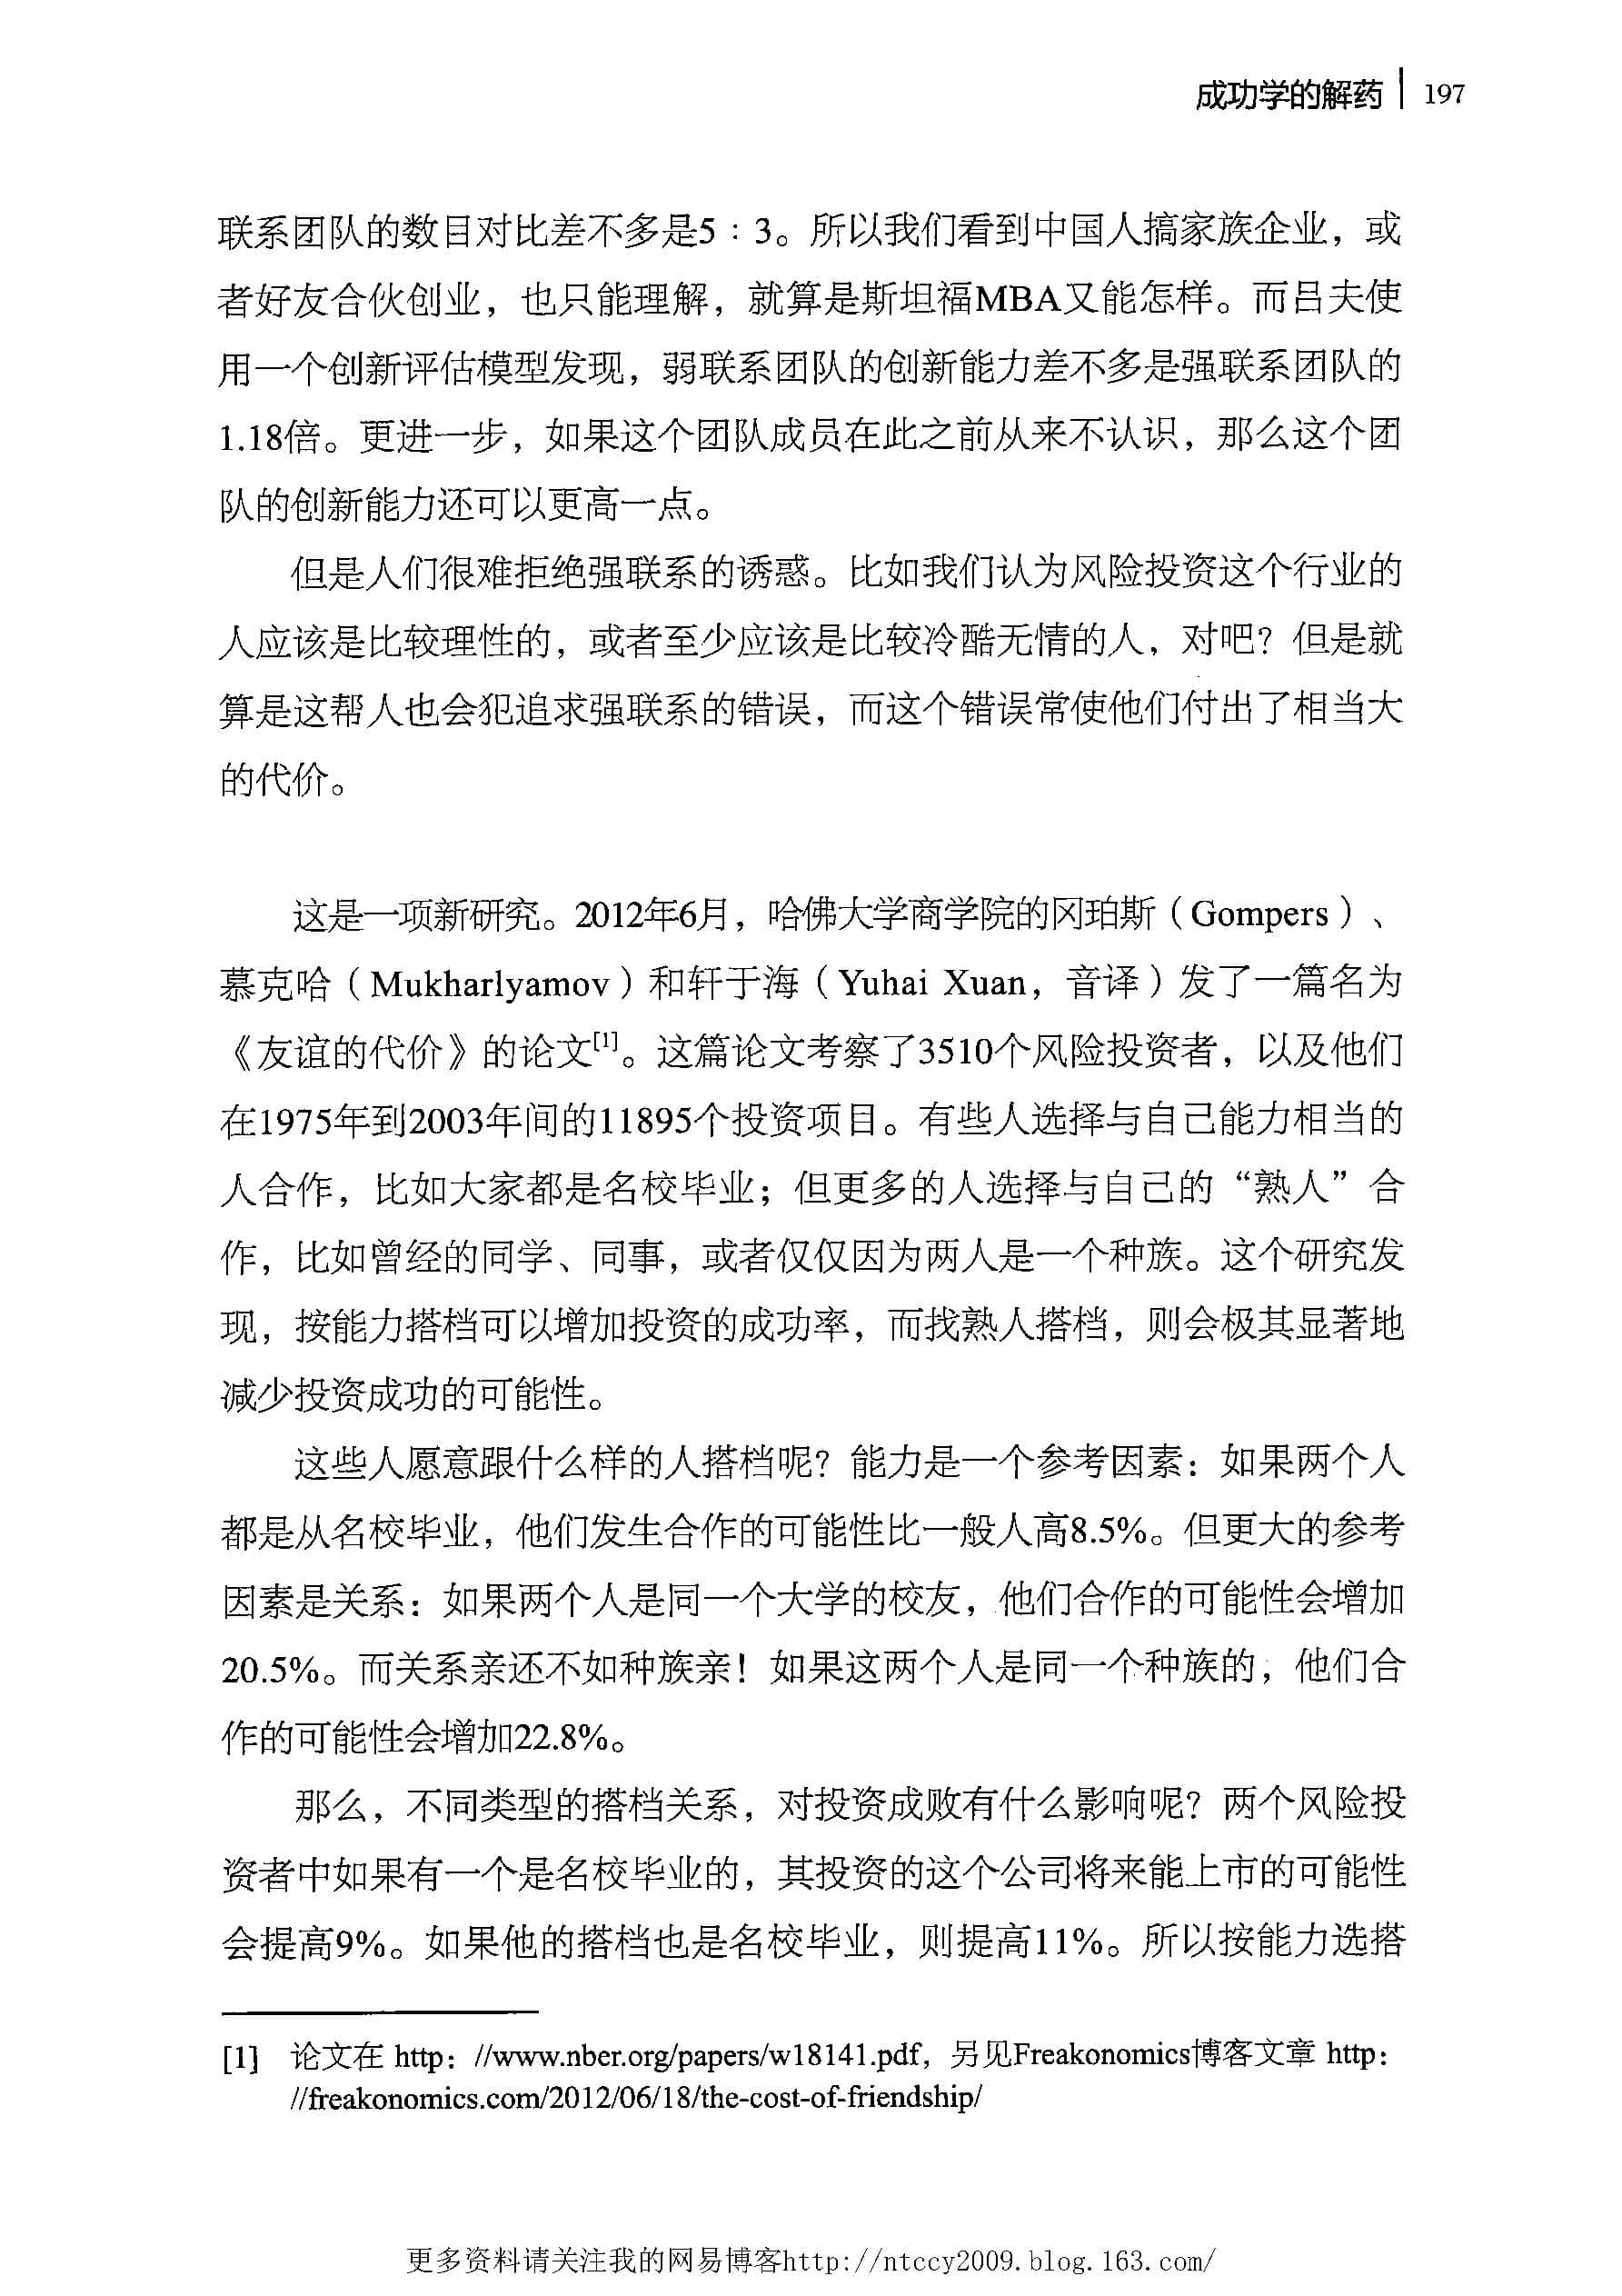 成功学的解药 | 197
联系团队的数目对比差不多是5：3。所以我们看到中国人搞家族企业，或
者好友合伙创业，也只能理解，就算是斯坦福MBA又能怎样。而吕夫使
用一个创新评估模型发现，弱联系团队的创新能力差不多是强联系团队的
1.18倍。更进一步，如果这个团队成员在此之前从来不认识，那么这个团
队的创新能力还可以更高一点。
但是人们很难拒绝强联系的诱惑。比如我们认为风险投资这个行业的
人应该是比较理性的，或者至少应该是比较冷酷无情的人，对吧？但是就
算是这帮人也会犯追求强联系的错误，而这个错误常使他们付出了相当大
的代价。
这是一项新研究。2012年6月，哈佛大学商学院的冈珀斯（Gompers）、
慕克哈（Mukharlyamov）和轩于海（Yuhai Xuan，音译）发了一篇名为
《友谊的代价》的论文[1]。这篇论文考察了3510个风险投资者，以及他们
在1975年到2003年间的11895个投资项目。有些人选择与自己能力相当的
人合作，比如大家都是名校毕业；但更多的人选择与自己的“熟人”合
作，比如曾经的同学、同事，或者仅仅因为两人是一个种族。这个研究发
现，按能力搭档可以增加投资的成功率，而找熟人搭档，则会极其显著地
减少投资成功的可能性。
这些人愿意跟什么样的人搭档呢？能力是一个参考因素：如果两个人
都是从名校毕业，他们发生合作的可能性比一般人高8.5%。但更大的参考
因素是关系：如果两个人是同一个大学的校友，他们合作的可能性会增加
20.5%。而关系亲还不如种族亲！如果这两个人是同一个种族的，他们合
作的可能性会增加22.8%。
那么，不同类型的搭档关系，对投资成败有什么影响呢？两个风险投
资者中如果有一个是名校毕业的，其投资的这个公司将来能上市的可能性
会提高9%。如果他的搭档也是名校毕业，则提高11%。所以按能力选搭
[1] 论文在 http：//www.nber.org/papers/w18141.pdf，另见Freakonomics博客文章 http：
//freakonomics.com/2012/06/18/the-cost-of-friendship/
更多资料请关注我的网易博客http://ntccy2009.blog.163.com/